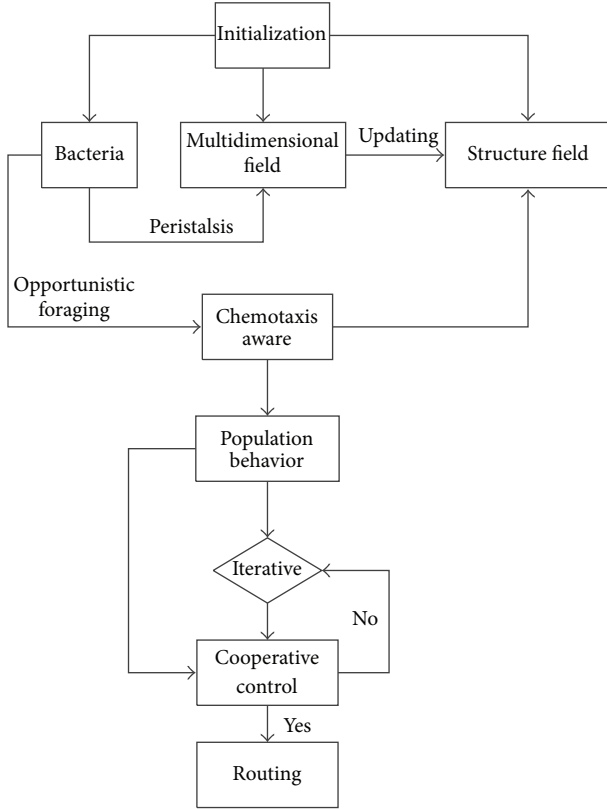 Initialization
Bacteria
Multidimensional
field
Updating
Structure field
Peristalsis
Opportunistic
foraging
Chemotaxis
aware
Population
behavior
Iterative
No
Cooperative
control
Yes
Routing